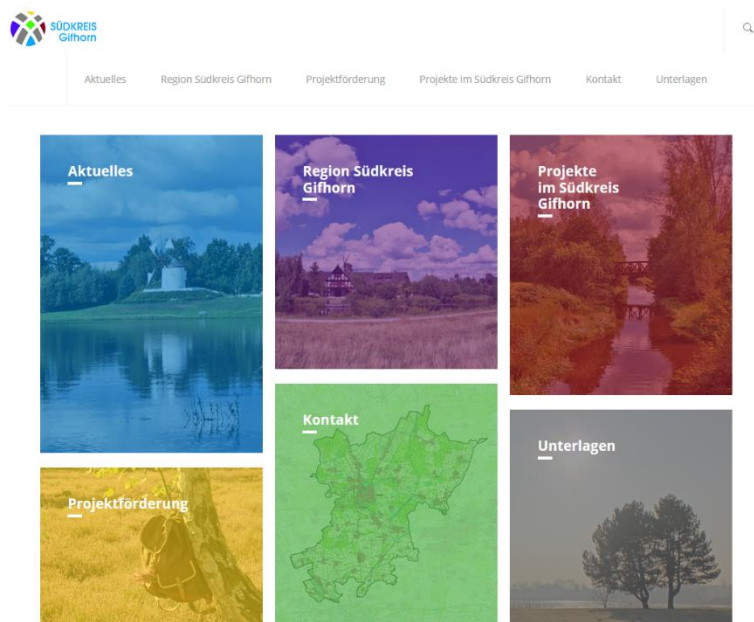 SÜDKREIS
Gifhorn
Aktuelles Region Südkreis Gifhorn Projektförderung Projekte im Südkreis Gifhorn Kontakt Unterlagen
Aktuelles
Region Südkreis
Gifhorn
Projekte
im Südkreis
Gifhorn
Kontakt
Unterlagen
Projektförderung